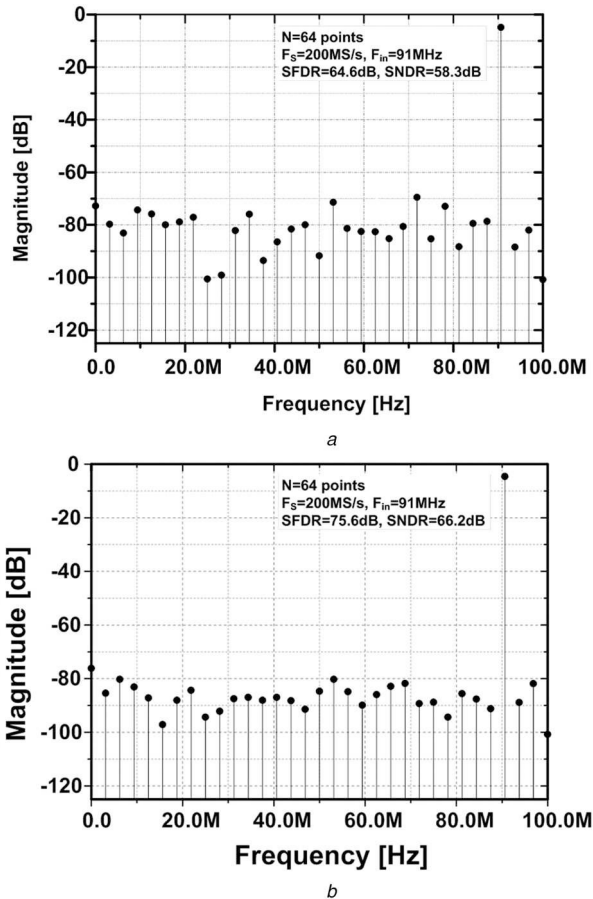 N=64 points
FS=200MS/s, Fin=91MHz
SFDR=64.6dB, SNDR=58.3dB
0
-20
-40
-60
-80
-100
-120
Magnitude [dB]
0.0 20.0M 40.0M 60.0M 80.0M 100.0M
Frequency [Hz]
a
N=64 points
FS=200MS/s, Fin=91MHz
SFDR=75.6dB, SNDR=66.2dB
0
-20
-40
-60
-80
-100
-120
Magnitude [dB]
0.0 20.0M 40.0M 60.0M 80.0M 100.0M
Frequency [Hz]
b